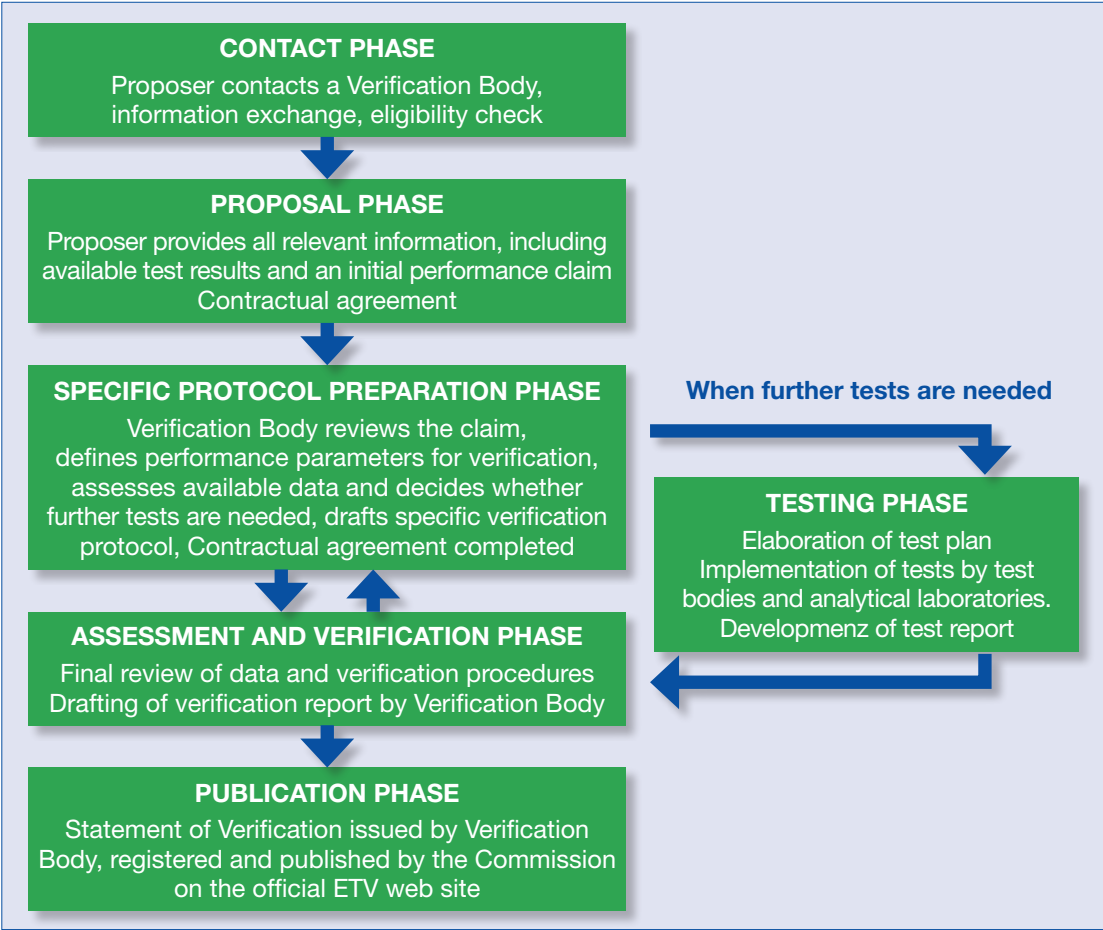 CONTACT PHASE
Proposer contacts a Verification Body,
information exchange, eligibility check
PROPOSAL PHASE
Proposer provides all relevant information, including
available test results and an initial performance claim
Contractual agreement
SPECIFIC PROTOCOL PREPARATION PHASE
Verification Body reviews the claim,
defines performance parameters for verification,
assesses available data and decides whether
further tests are needed, drafts specific verification
protocol, Contractual agreement completed
When further tests are needed
TESTING PHASE
Elaboration of test plan
Implementation of tests by test
bodies and analytical laboratories.
Developmenz of test report
ASSESSMENT AND VERIFICATION PHASE
Final review of data and verification procedures
Drafting of verification report by Verification Body
PUBLICATION PHASE
Statement of Verification issued by Verification
Body, registered and published by the Commission
on the official ETV web site